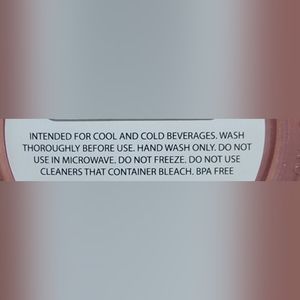 INTENDED FOR COOL AND COLD BEVERAGES. WASH
THOROUGHLY BEFORE USE. HAND WASH ONLY. DO NOT
USE IN MICROWAVE. DO NOT FREEZE. DO NOT USE
CLEANERS THAT CONTAINER BLEACH. BPA FREE